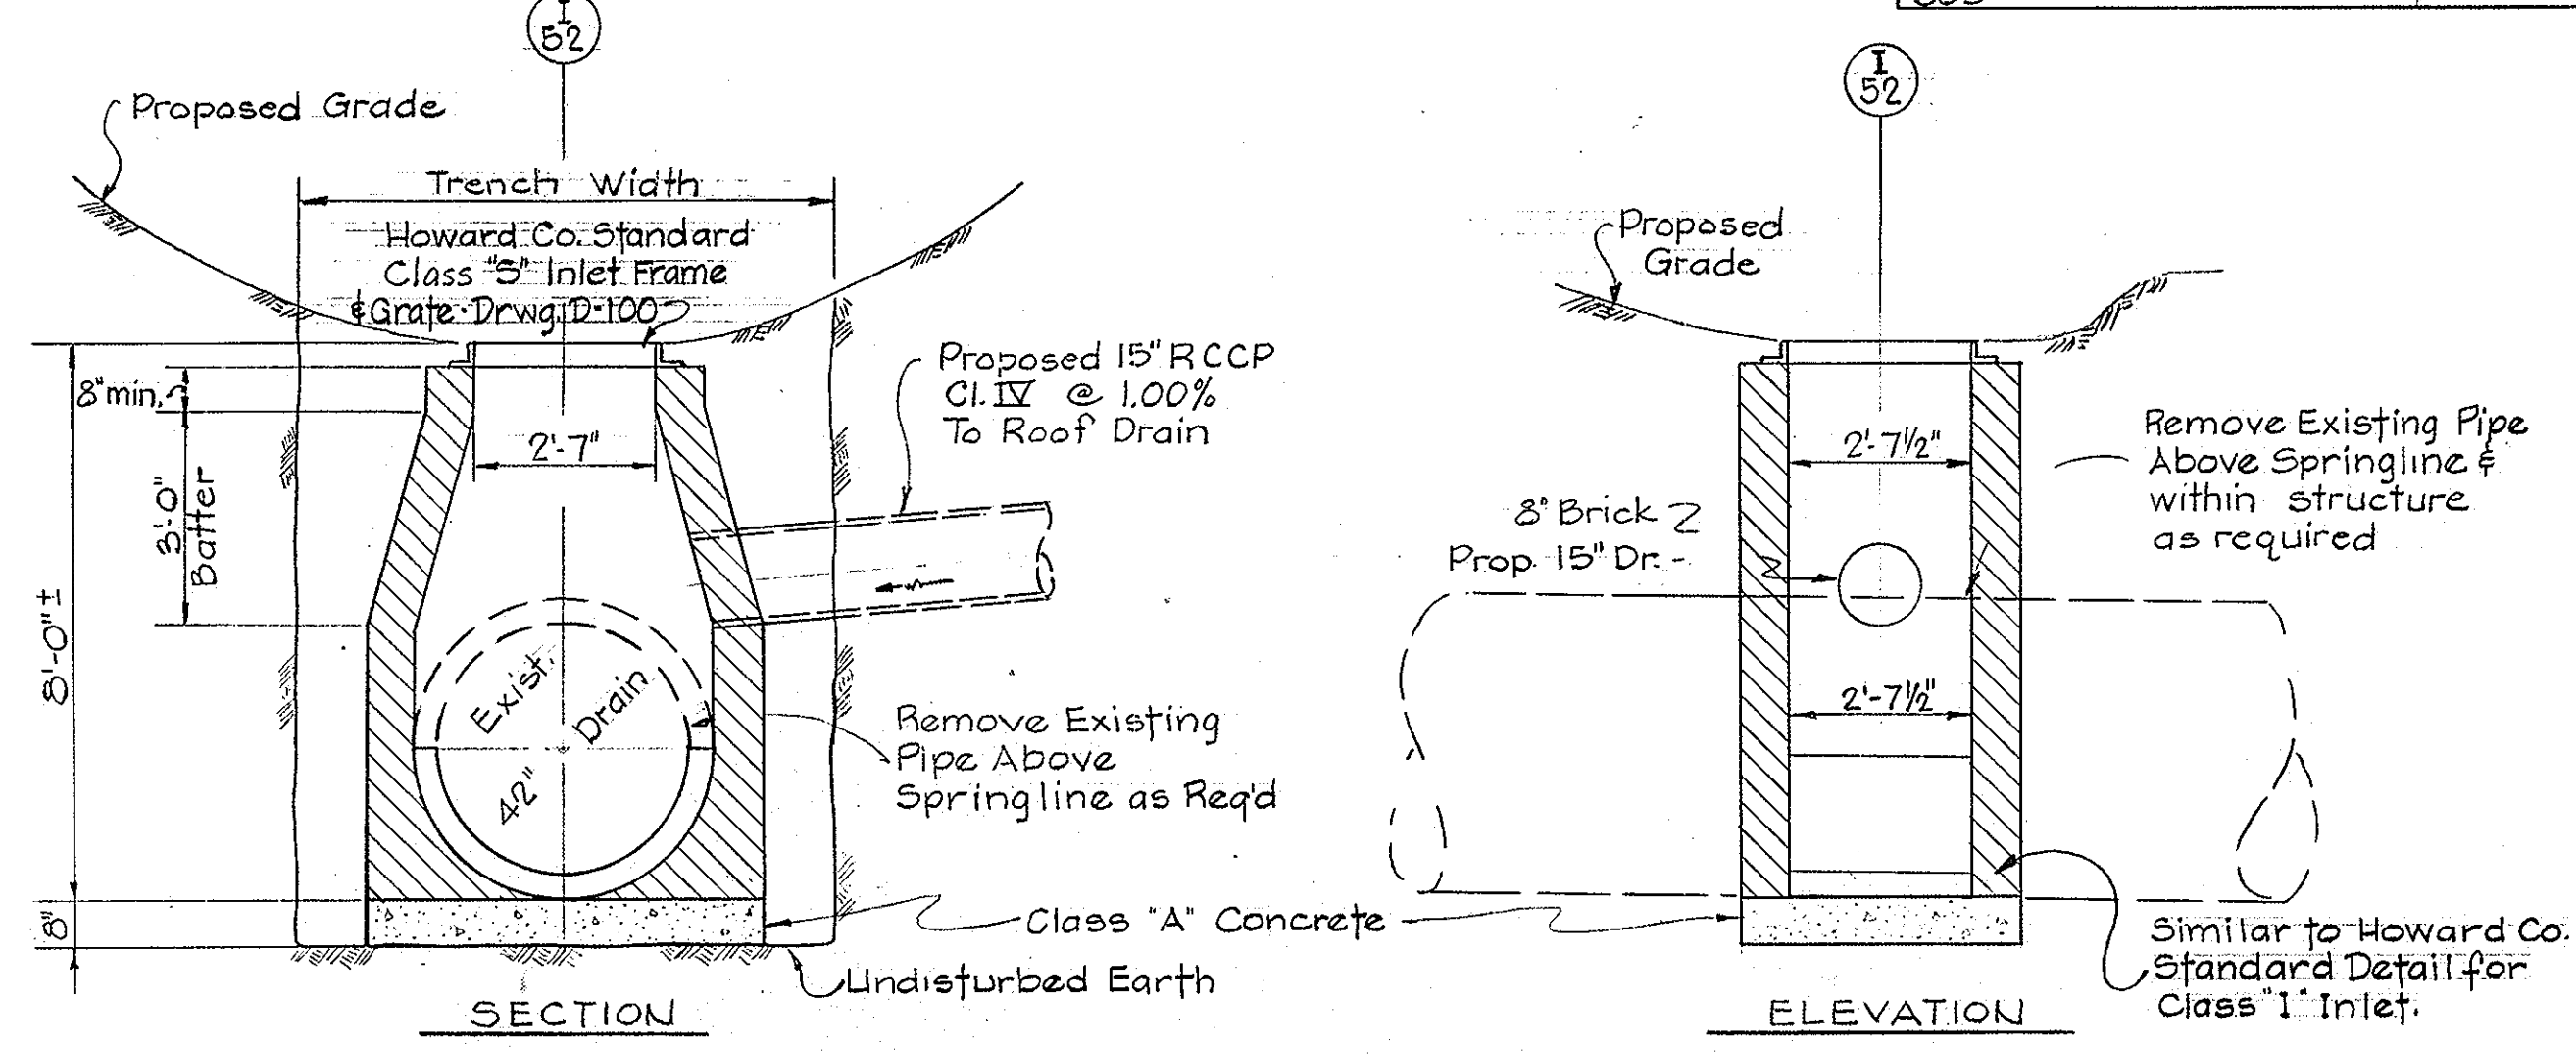 I
52
Proposed Grade
Trench Width
Howard Co. Standard
Class "S" Inlet Frame
& Grate · Drwg. D-100
8" min.
2'-7"
3'-0"
Batter
8'-0" ±
8"
Proposed 15" RCCP
Cl. IV @ 1.00%
To Roof Drain
Exist. Drain
42"
Remove Existing
Pipe Above
Springline as Req'd
Class "A" Concrete
Undisturbed Earth
SECTION
I
52
Proposed
Grade
2'-7 1/2"
8" Brick
Prop. 15" Dr.
Remove Existing Pipe
Above Springline &
within structure
as required
2'-7 1/2"
Similar to Howard Co.
Standard Detail for
Class "I" Inlet.
ELEVATION